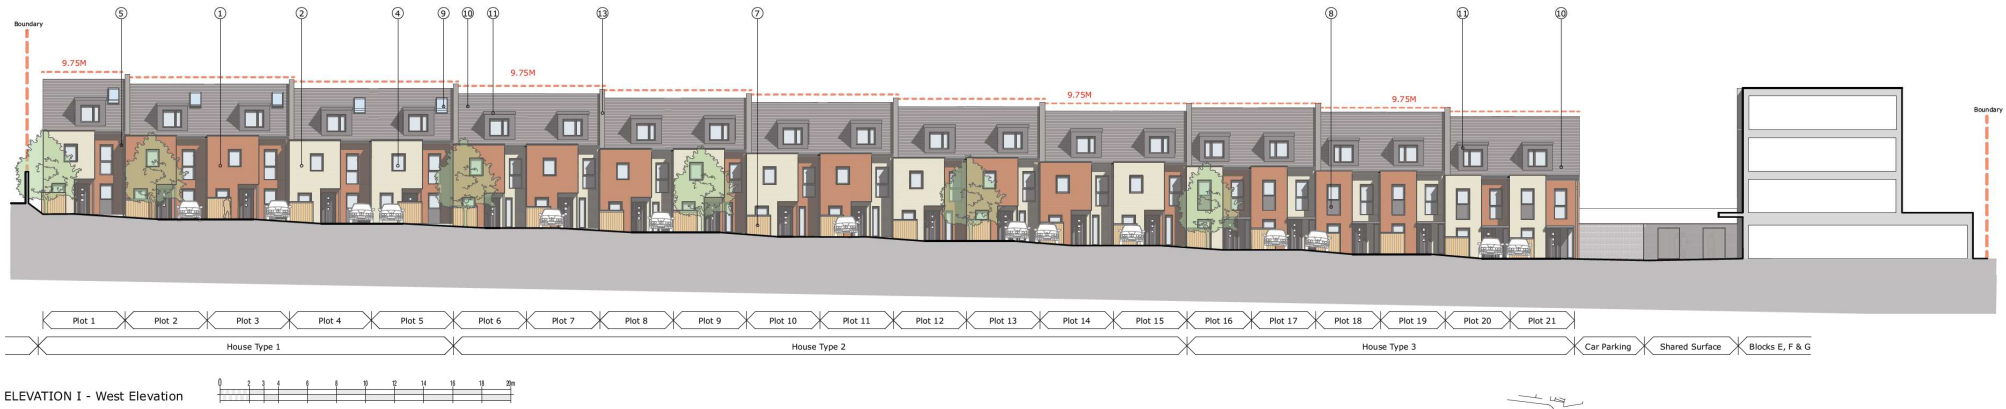 5 1 2 4 9 10 11 13 7 8 11 10
Boundary
Boundary
9.75M 9.75M 9.75M 9.75M
Plot 1 Plot 2 Plot 3 Plot 4 Plot 5 Plot 6 Plot 7 Plot 8 Plot 9 Plot 10 Plot 11 Plot 12 Plot 13 Plot 14 Plot 15 Plot 16 Plot 17 Plot 18 Plot 19 Plot 20 Plot 21
House Type 1 House Type 2 House Type 3 Car Parking Shared Surface Blocks E, F & G
0 2 3 4 6 8 10 12 14 16 18 20m
ELEVATION I - West Elevation